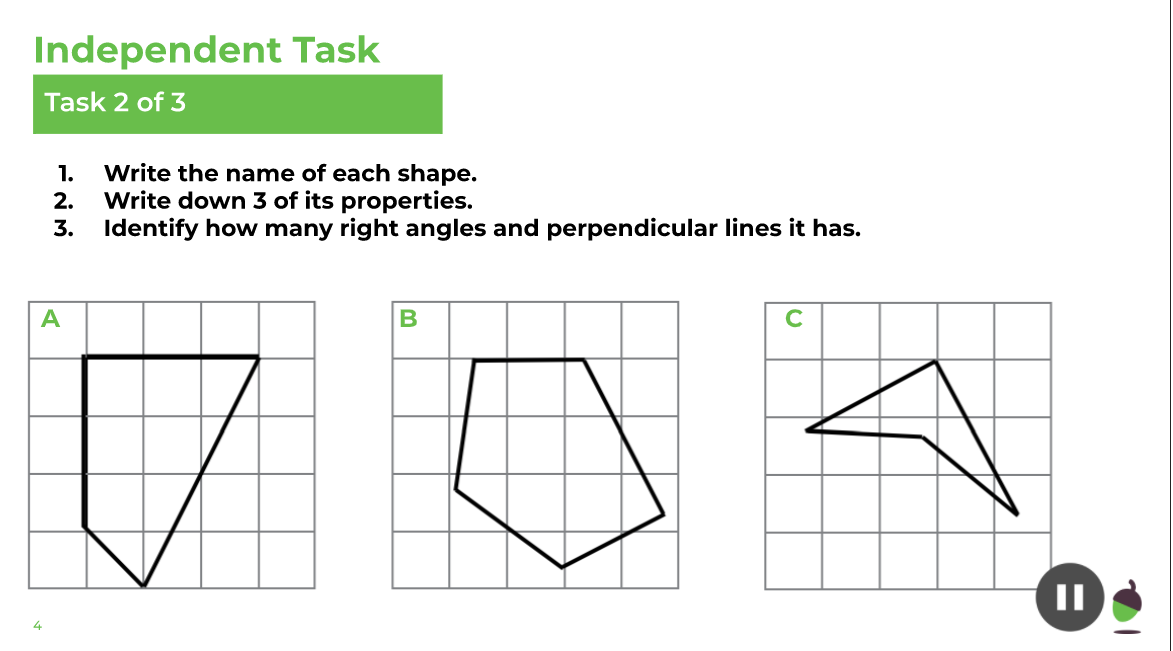 Independent Task
Task 2 of 3
1. Write the name of each shape.
2. Write down 3 of its properties.
3. Identify how many right angles and perpendicular lines it has.
A
B
C
4